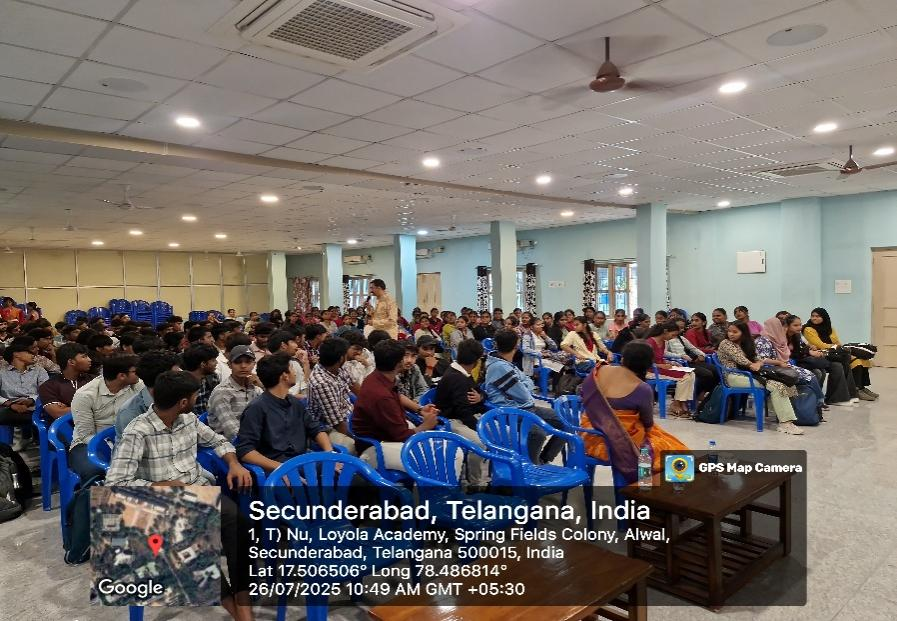 GPS Map Camera
Secunderabad, Telangana, India
1, T) Nu, Loyola Academy, Spring Fields Colony, Alwal,
Secunderabad, Telangana 500015, India
Lat 17.506506° Long 78.486814°
26/07/2025 10:49 AM GMT +05:30
Google